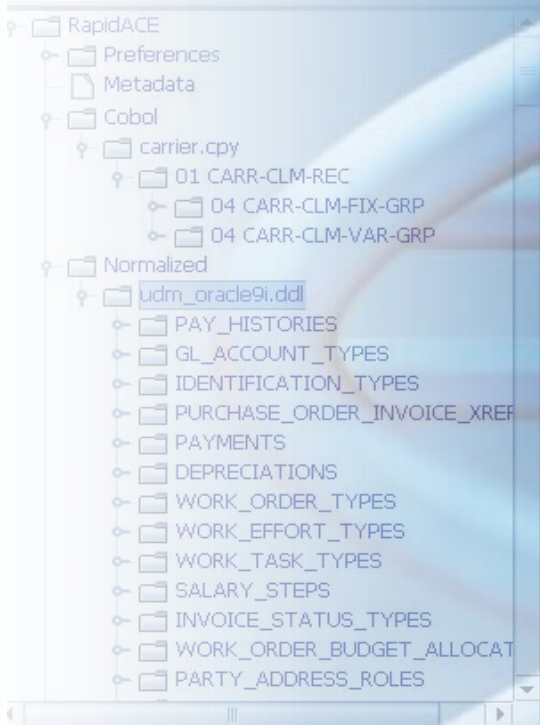 RapidACE
Preferences
Metadata
Cobol
carrier.cpy
01 CARR-CLM-REC
04 CARR-CLM-FIX-GRP
04 CARR-CLM-VAR-GRP
Normalized
udm_oracle9i.ddl
PAY_HISTORIES
GL_ACCOUNT_TYPES
IDENTIFICATION_TYPES
PURCHASE_ORDER_INVOICE_XREF
PAYMENTS
DEPRECIATIONS
WORK_ORDER_TYPES
WORK_EFFORT_TYPES
WORK_TASK_TYPES
SALARY_STEPS
INVOICE_STATUS_TYPES
WORK_ORDER_BUDGET_ALLOCAT
PARTY_ADDRESS_ROLES